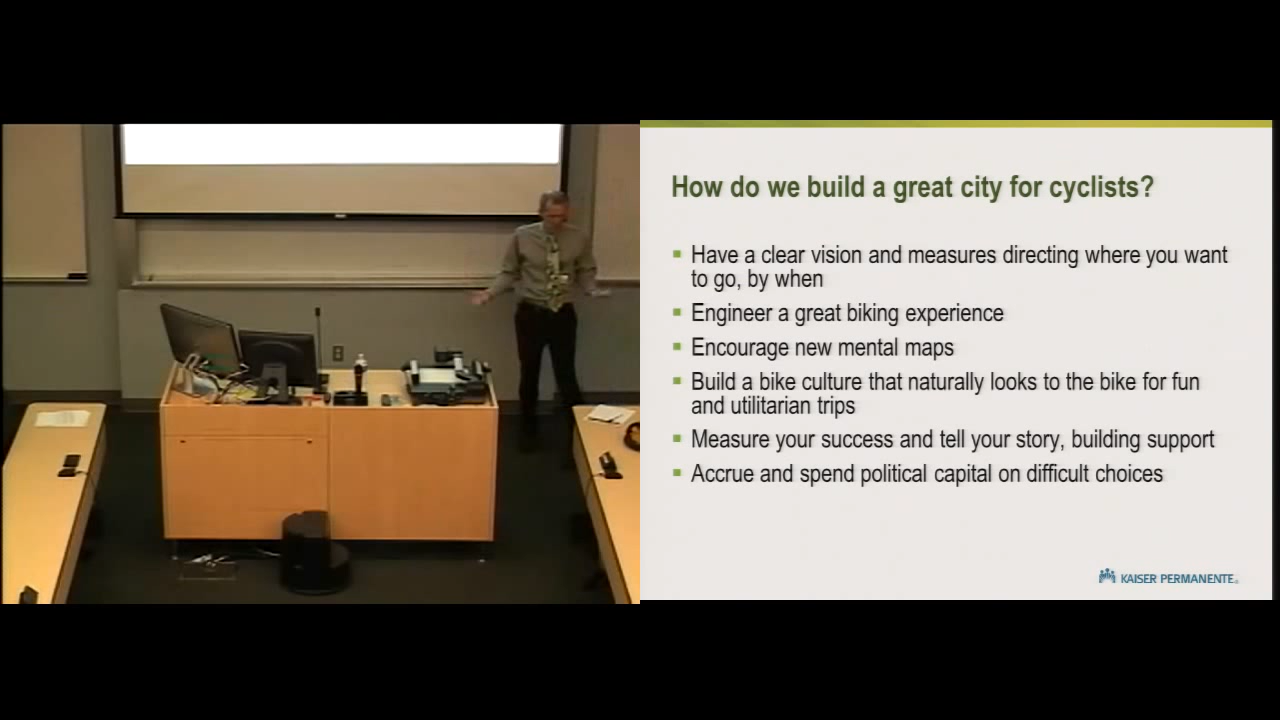 How do we build a great city for cyclists?
Have a clear vision and measures directing where you want
to go, by when
Engineer a great biking experience
Encourage new mental maps
Build a bike culture that naturally looks to the bike for fun
and utilitarian trips
Measure your success and tell your story, building support
Accrue and spend political capital on difficult choices
KAISER PERMANENTE®